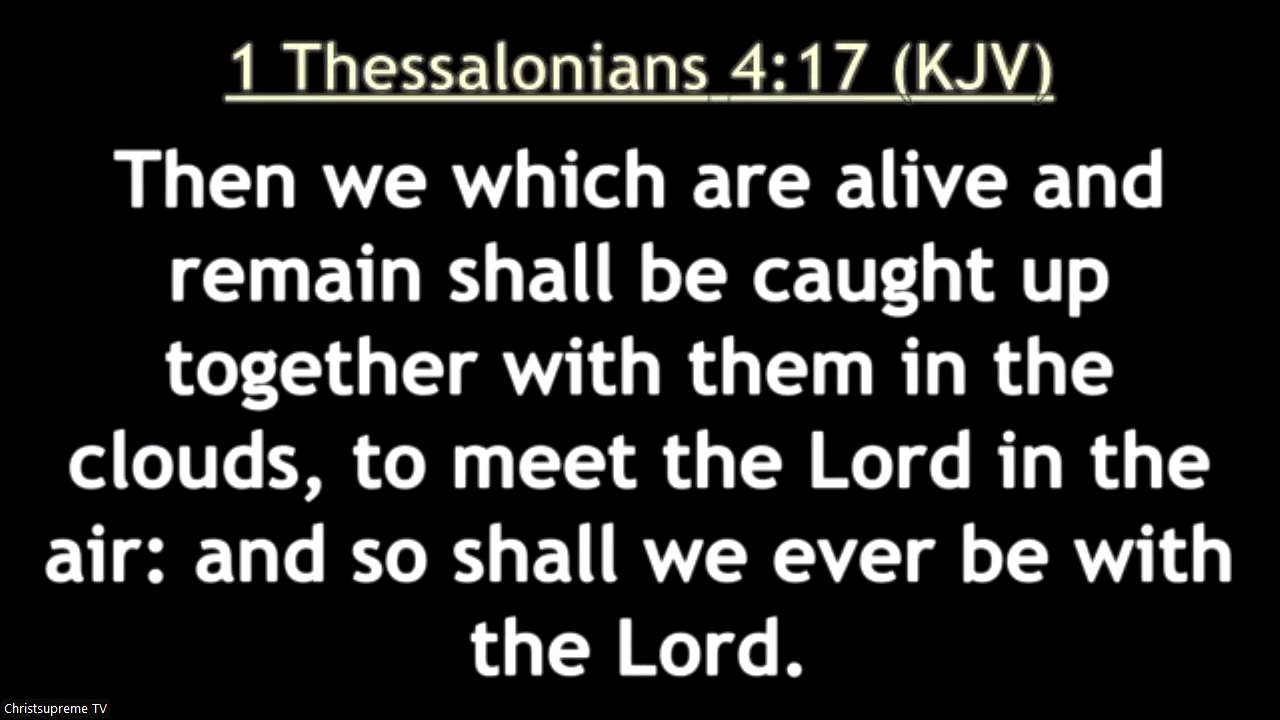 1 Thessalonians 4:17 (KJV)
Then we which are alive and
remain shall be caught up
together with them in the
clouds, to meet the Lord in the
air: and so shall we ever be with
the Lord.
Christsupreme TV